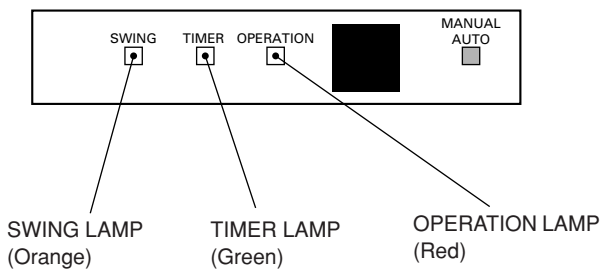 MANUAL
AUTO
SWING TIMER OPERATION
SWING LAMP
(Orange)
TIMER LAMP
(Green)
OPERATION LAMP
(Red)